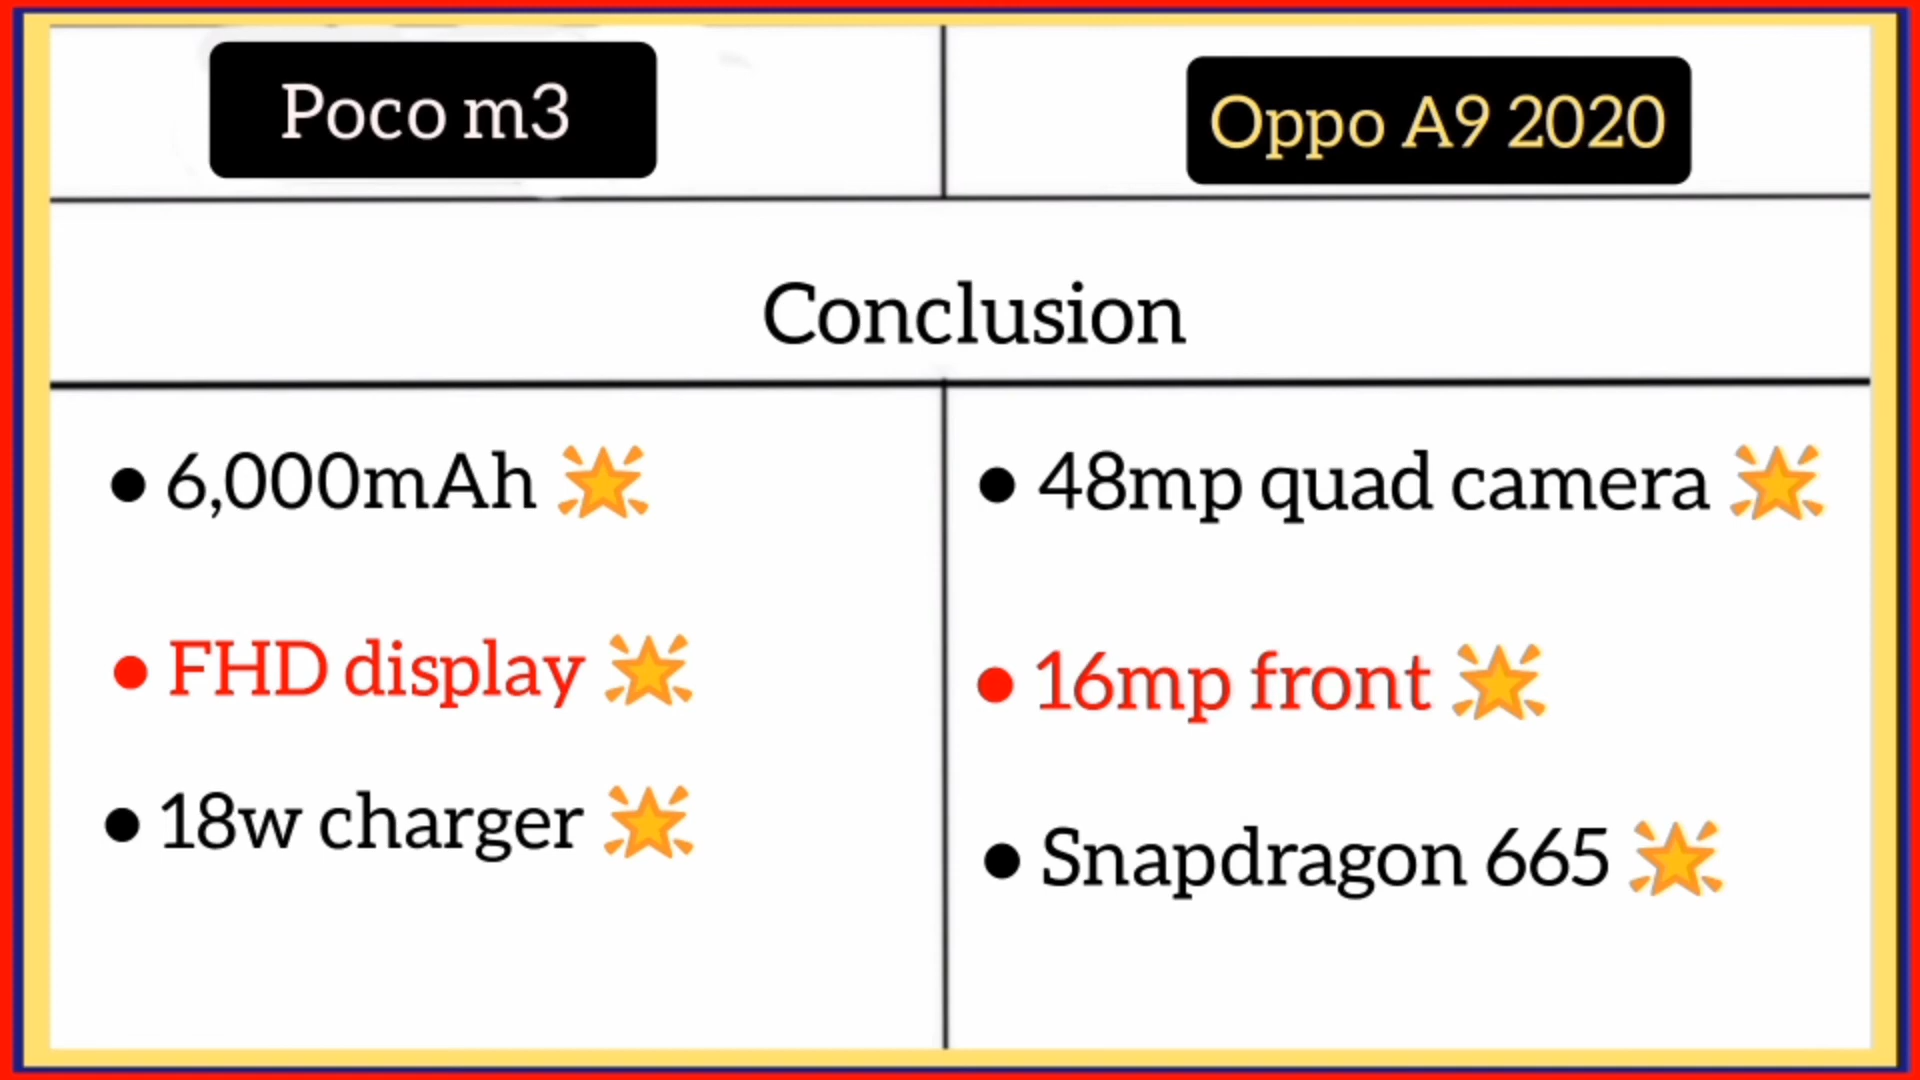 Poco m3
Oppo A9 2020
Conclusion
● 6,000mAh 🌟
● FHD display 🌟
● 18w charger 🌟
● 48mp quad camera 🌟
● 16mp front 🌟
● Snapdragon 665 🌟